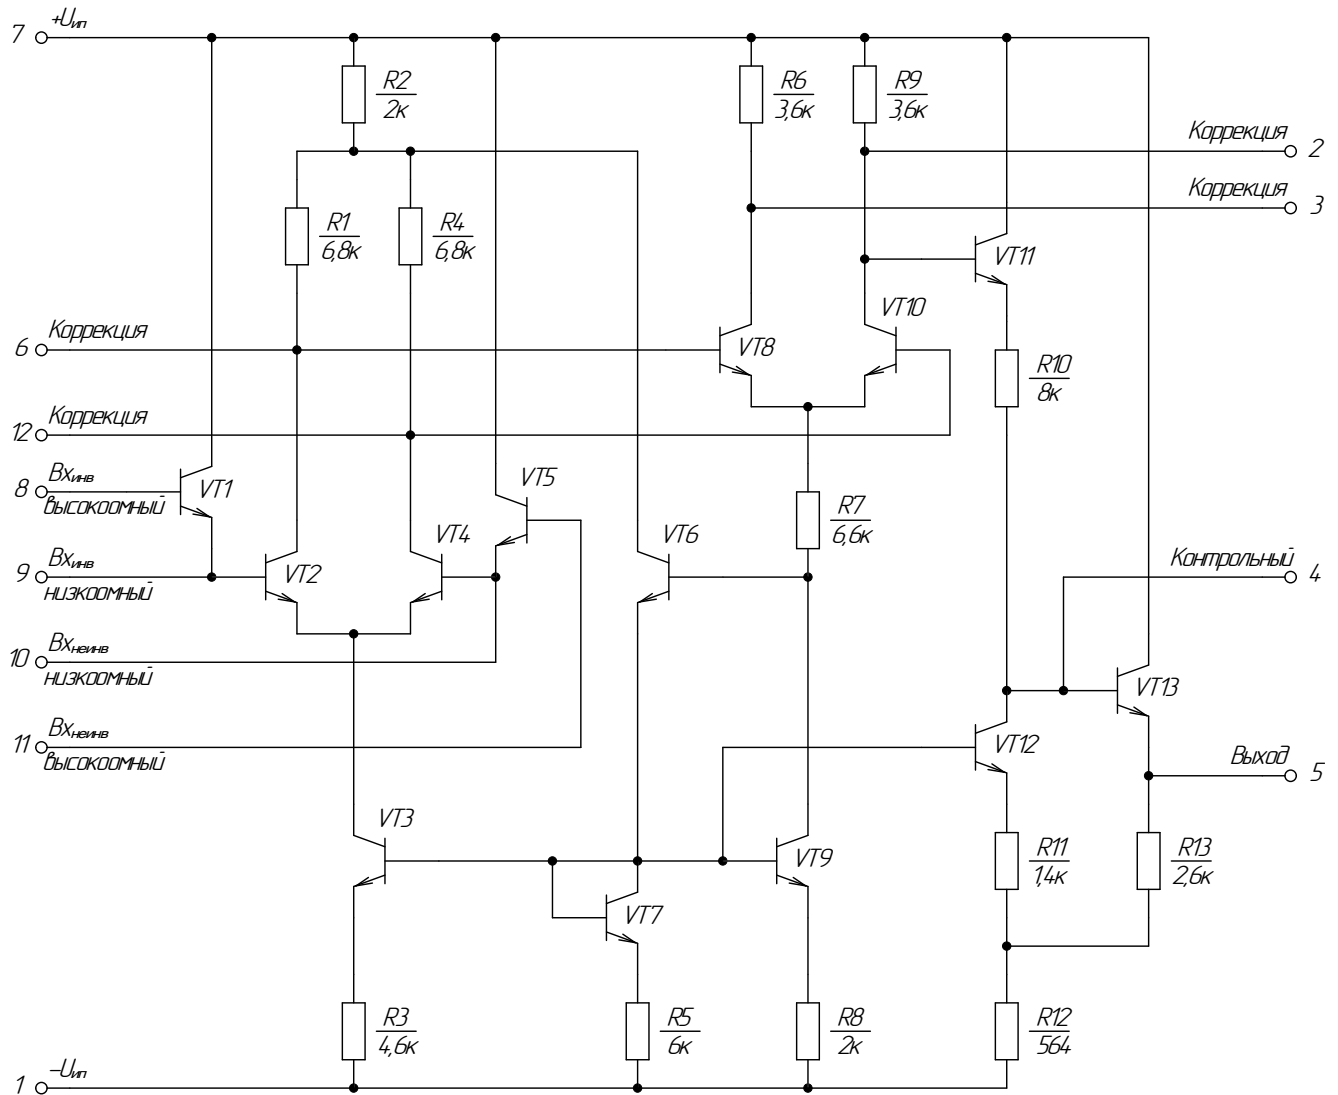 7 +Uип
R2
2к
R6
3,6к
R9
3,6к
Коррекция 2
Коррекция 3
R1
6,8к
R4
6,8к
VT11
VT10
6 Коррекция
VT8
R10
8к
12 Коррекция
8 Вхинв
высокоомный
VT1
VT5
R7
6,6к
VT4
VT6
9 Вхинв
низкоомный
VT2
Контрольный 4
10 Вхнеинв
низкоомный
VT13
11 Вхнеинв
высокоомный
VT12
Выход 5
VT3
VT9
R11
1,4к
R13
2,6к
VT7
R3
4,6к
R5
6к
R8
2к
R12
564
1 –Uип